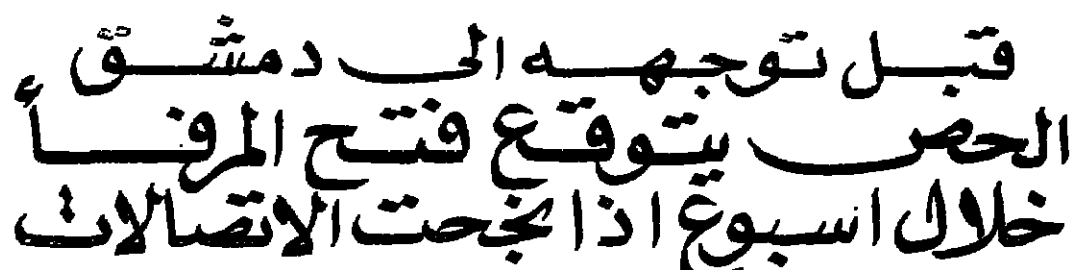 قبل توجهه الى دمشق
الحص يتوقع فتح المرفأ
خلال اسبوع اذا نجحت الاتصالات